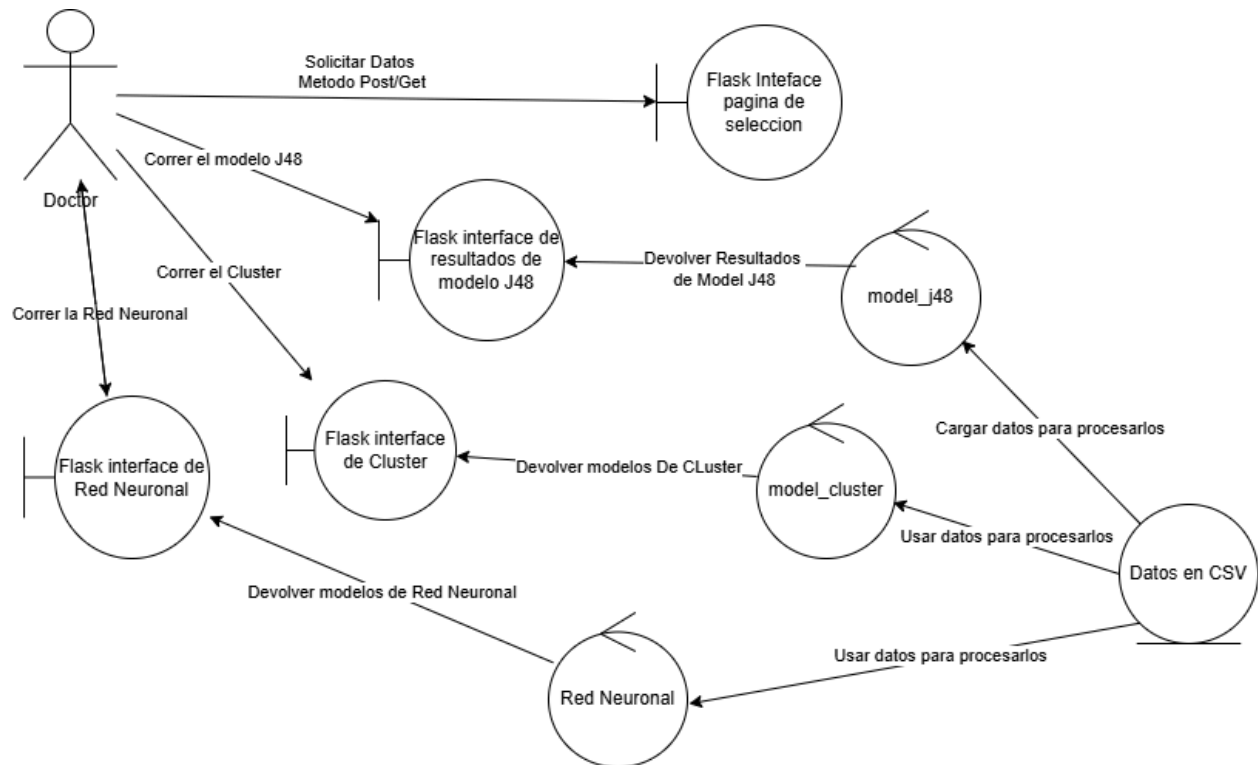 Solicitar Datos
Metodo Post/Get
Flask Inteface
pagina de
seleccion
Correr el modelo J48
Doctor
Flask interface de
resultados de
modelo J48
Devolver Resultados
de Model J48
model_j48
Correr el Cluster
Correr la Red Neuronal
Flask interface de
Red Neuronal
Flask interface
de Cluster
Devolver modelos De CLuster
model_cluster
Cargar datos para procesarlos
Usar datos para procesarlos
Datos en CSV
Devolver modelos de Red Neuronal
Usar datos para procesarlos
Red Neuronal